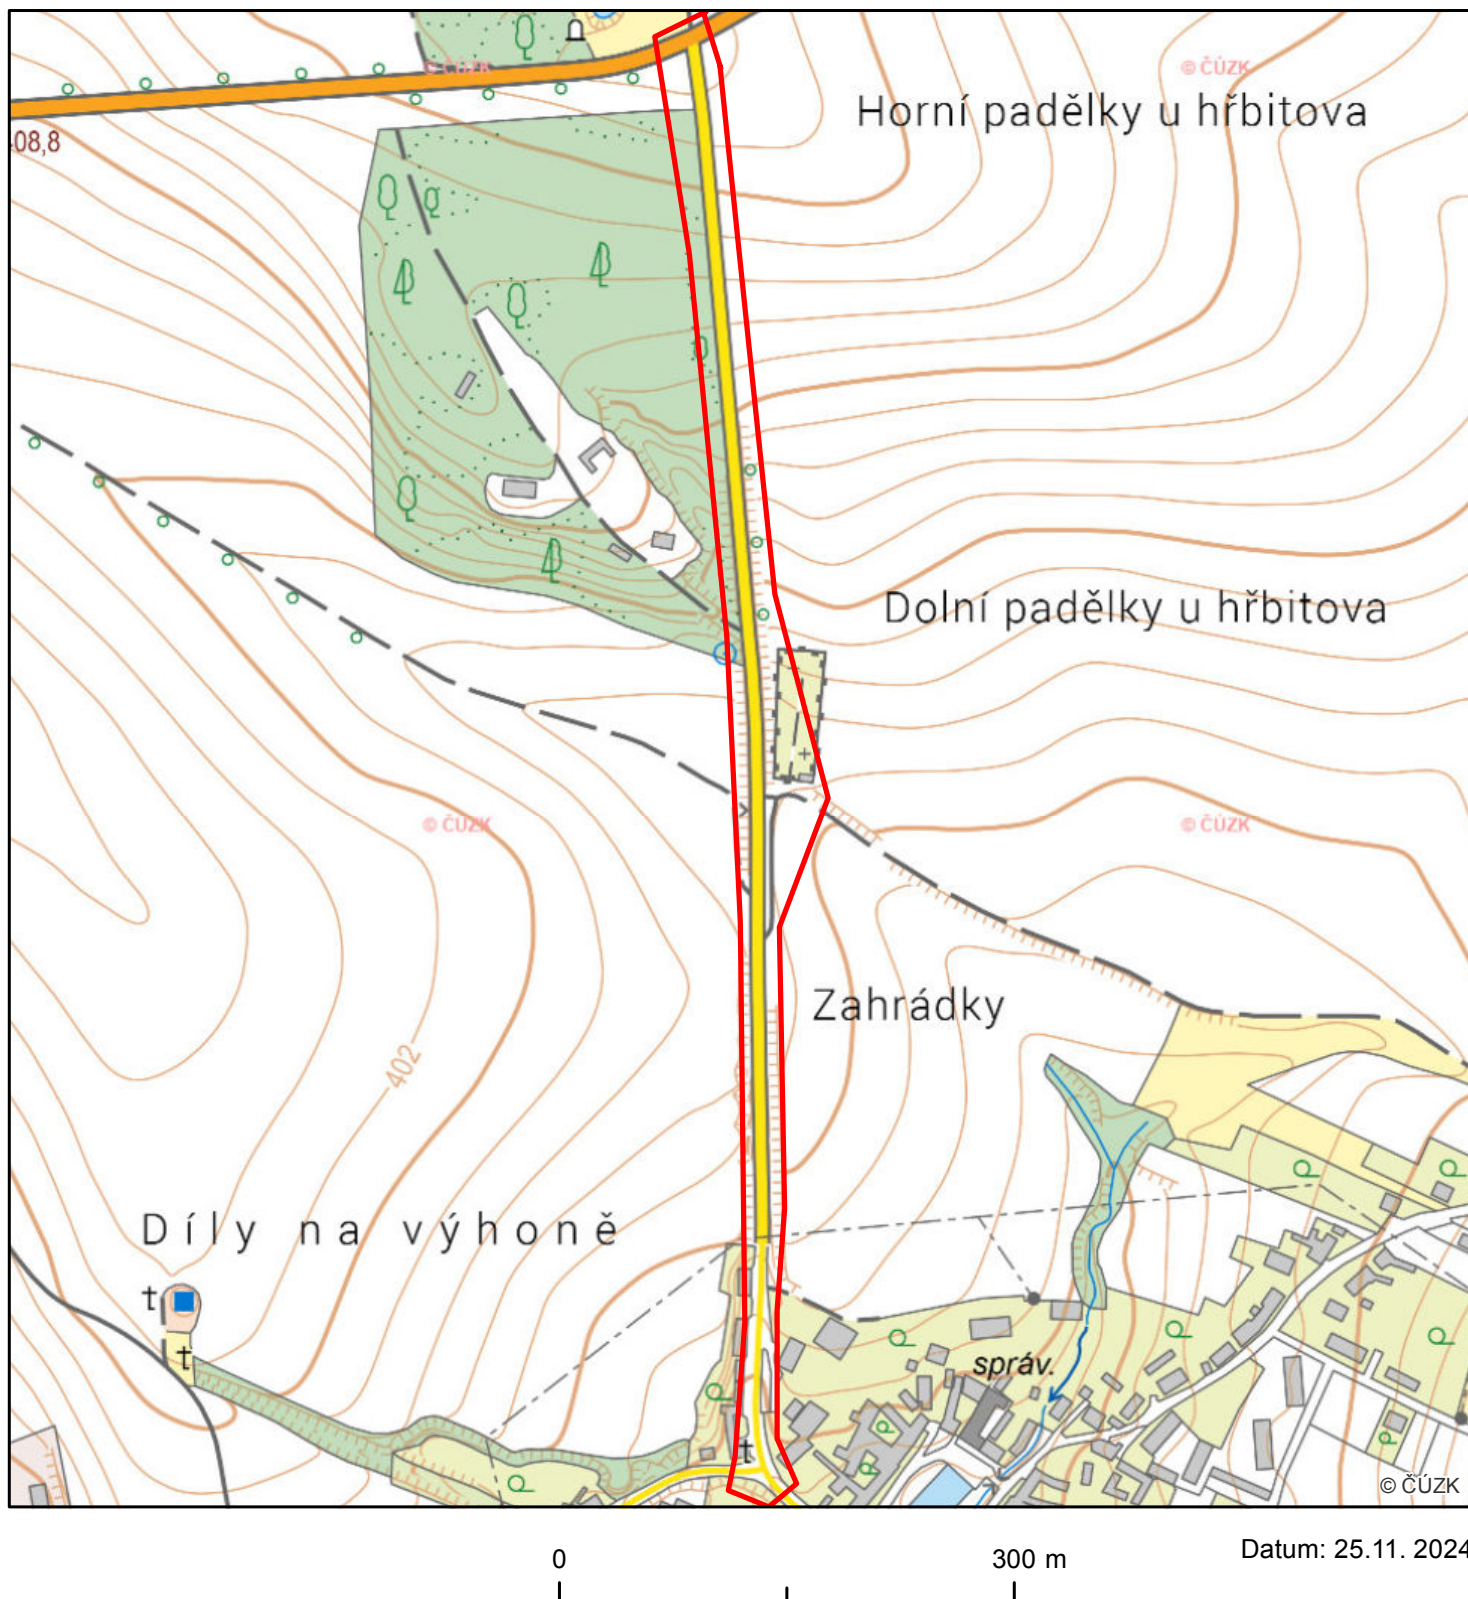 © ČÚZK
© ČÚZK
Horní padělky u hřbitova
08,8
Dolní padělky u hřbitova
© ČÚZK
© ČÚZK
Zahrádky
402
Díly na výhoně
správ.
© ČÚZK
0
300 m
Datum: 25.11. 2024